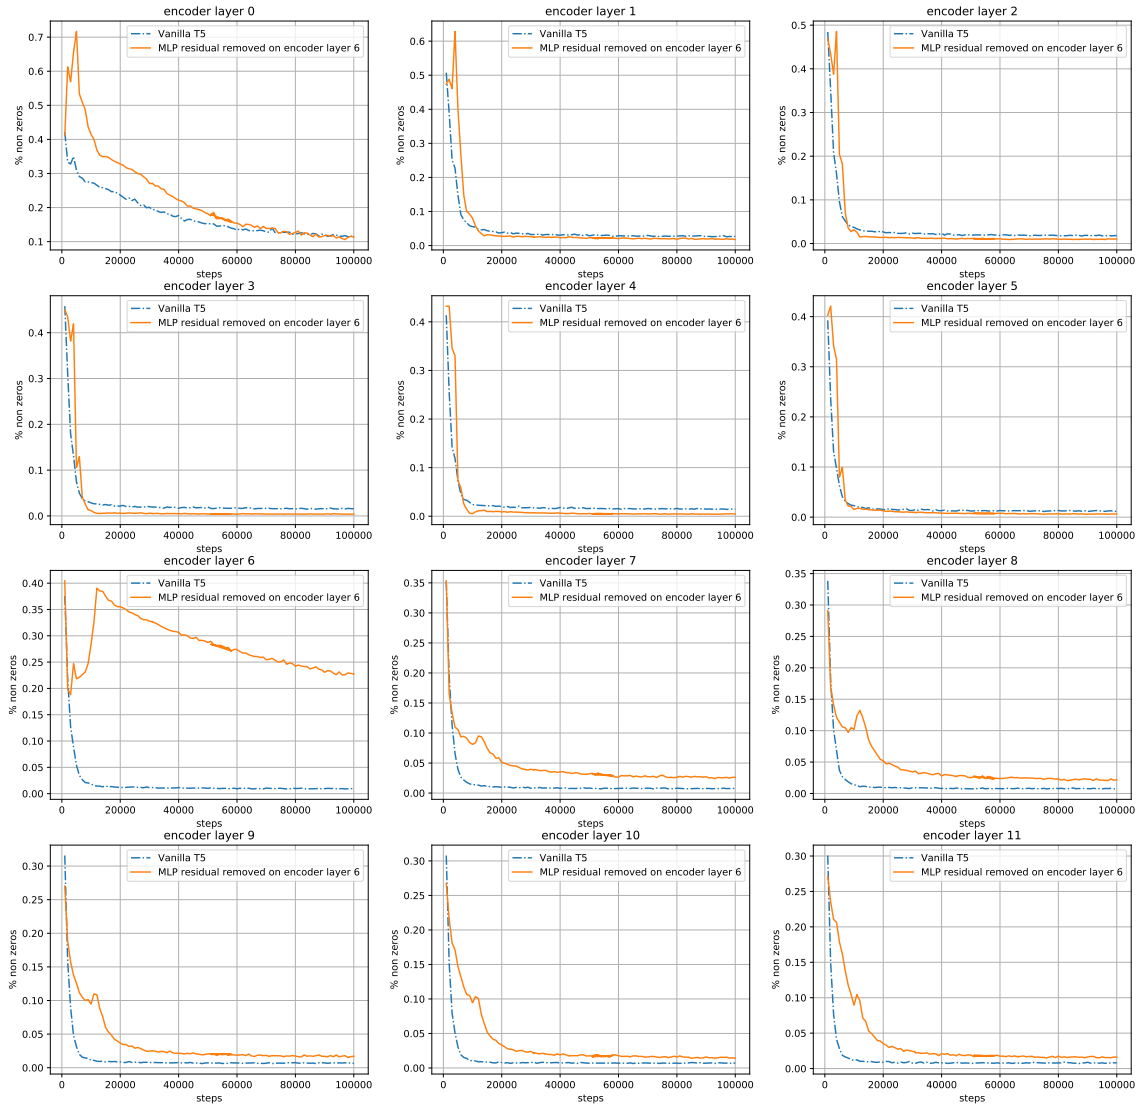 encoder layer 0
% non zeros
0.7
0.6
0.5
0.4
0.3
0.2
0.1
Vanilla T5
MLP residual removed on encoder layer 6
0 20000 40000 60000 80000 100000
steps
encoder layer 1
% non zeros
0.6
0.5
0.4
0.3
0.2
0.1
0.0
Vanilla T5
MLP residual removed on encoder layer 6
0 20000 40000 60000 80000 100000
steps
encoder layer 2
% non zeros
0.5
0.4
0.3
0.2
0.1
0.0
Vanilla T5
MLP residual removed on encoder layer 6
0 20000 40000 60000 80000 100000
steps
encoder layer 3
% non zeros
0.4
0.3
0.2
0.1
0.0
Vanilla T5
MLP residual removed on encoder layer 6
0 20000 40000 60000 80000 100000
steps
encoder layer 4
% non zeros
0.4
0.3
0.2
0.1
0.0
Vanilla T5
MLP residual removed on encoder layer 6
0 20000 40000 60000 80000 100000
steps
encoder layer 5
% non zeros
0.4
0.3
0.2
0.1
0.0
Vanilla T5
MLP residual removed on encoder layer 6
0 20000 40000 60000 80000 100000
steps
encoder layer 6
% non zeros
0.40
0.35
0.30
0.25
0.20
0.15
0.10
0.05
0.00
Vanilla T5
MLP residual removed on encoder layer 6
0 20000 40000 60000 80000 100000
steps
encoder layer 7
% non zeros
0.35
0.30
0.25
0.20
0.15
0.10
0.05
0.00
Vanilla T5
MLP residual removed on encoder layer 6
0 20000 40000 60000 80000 100000
steps
encoder layer 8
% non zeros
0.35
0.30
0.25
0.20
0.15
0.10
0.05
0.00
Vanilla T5
MLP residual removed on encoder layer 6
0 20000 40000 60000 80000 100000
steps
encoder layer 9
% non zeros
0.30
0.25
0.20
0.15
0.10
0.05
0.00
Vanilla T5
MLP residual removed on encoder layer 6
0 20000 40000 60000 80000 100000
steps
encoder layer 10
% non zeros
0.30
0.25
0.20
0.15
0.10
0.05
0.00
Vanilla T5
MLP residual removed on encoder layer 6
0 20000 40000 60000 80000 100000
steps
encoder layer 11
% non zeros
0.30
0.25
0.20
0.15
0.10
0.05
0.00
Vanilla T5
MLP residual removed on encoder layer 6
0 20000 40000 60000 80000 100000
steps